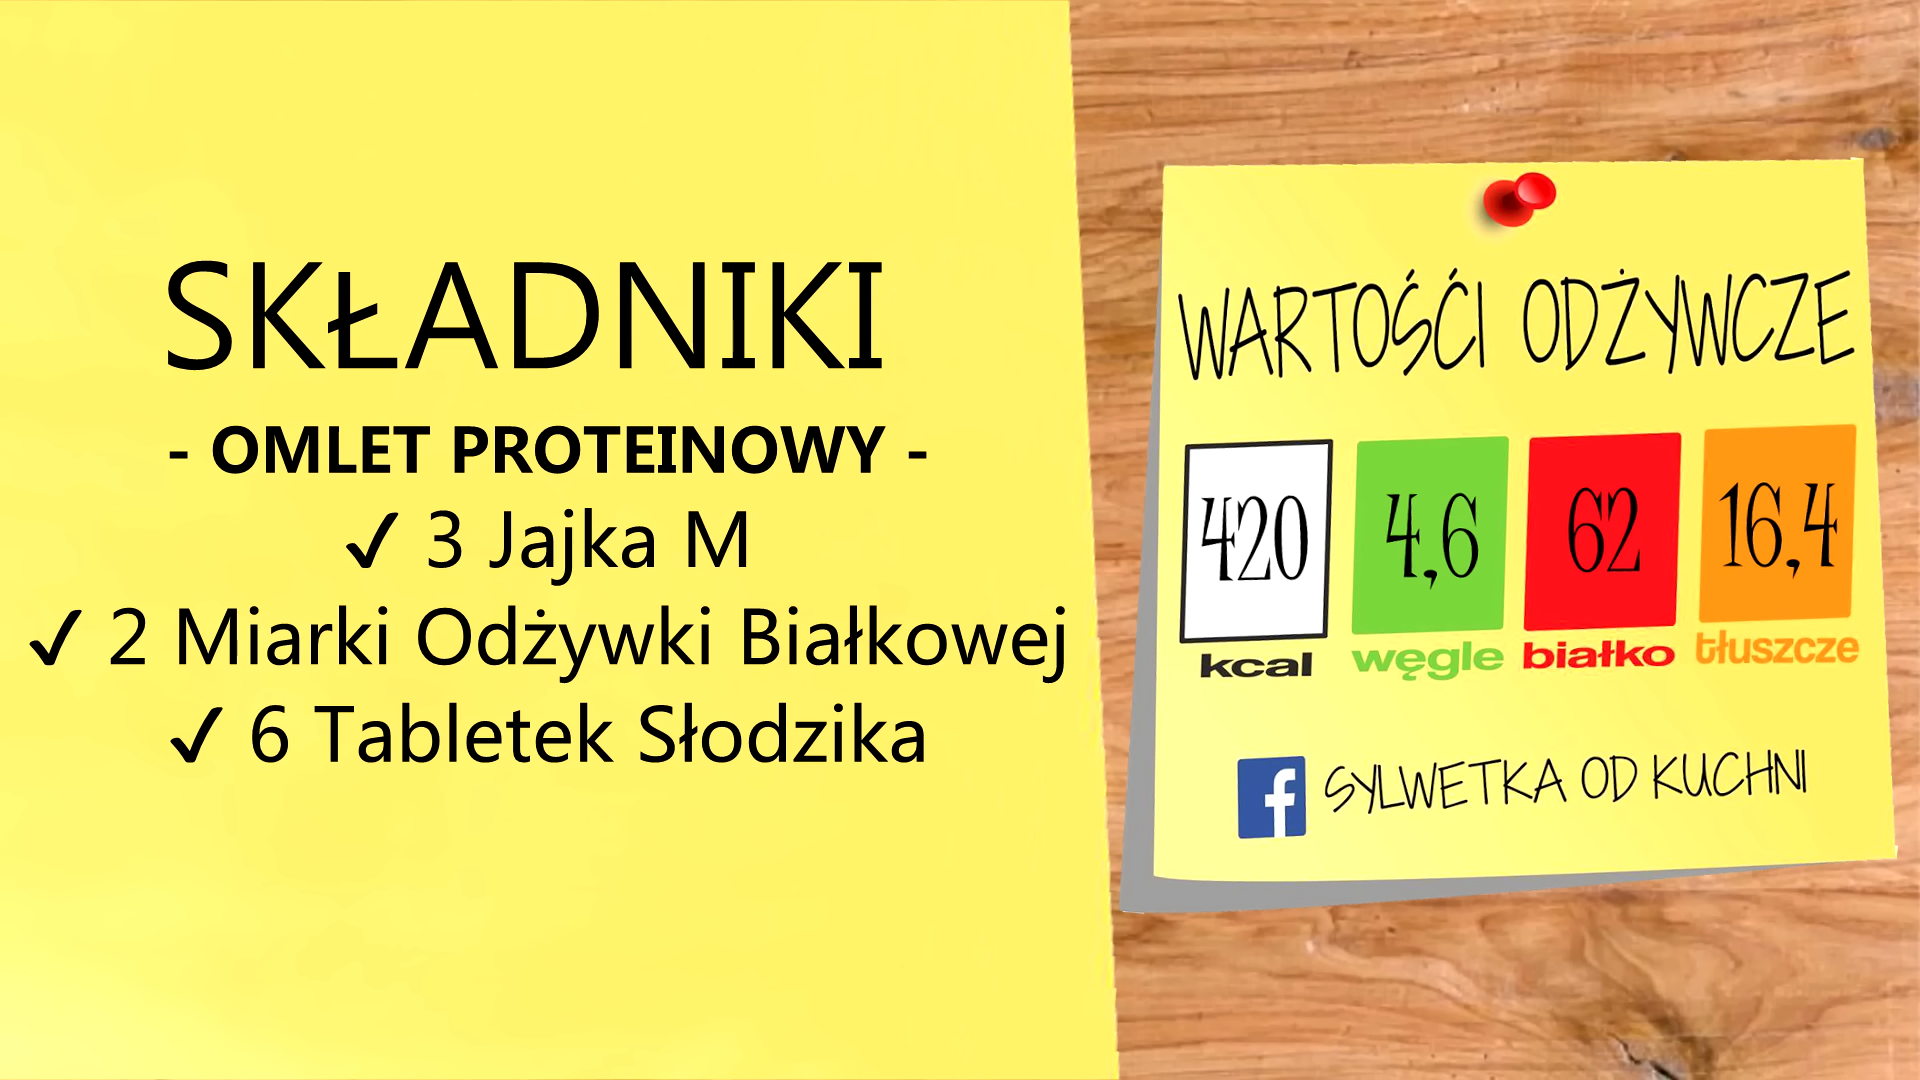 SKŁADNIKI
- OMLET PROTEINOWY -
✓ 3 Jajka M
✓ 2 Miarki Odżywki Białkowej
✓ 6 Tabletek Słodzika
WARTOŚĆI ODŻYWCZE
420 4,6 62 16,4
kcal węgle białko tłuszcze
f SYLWETKA OD KUCHNI